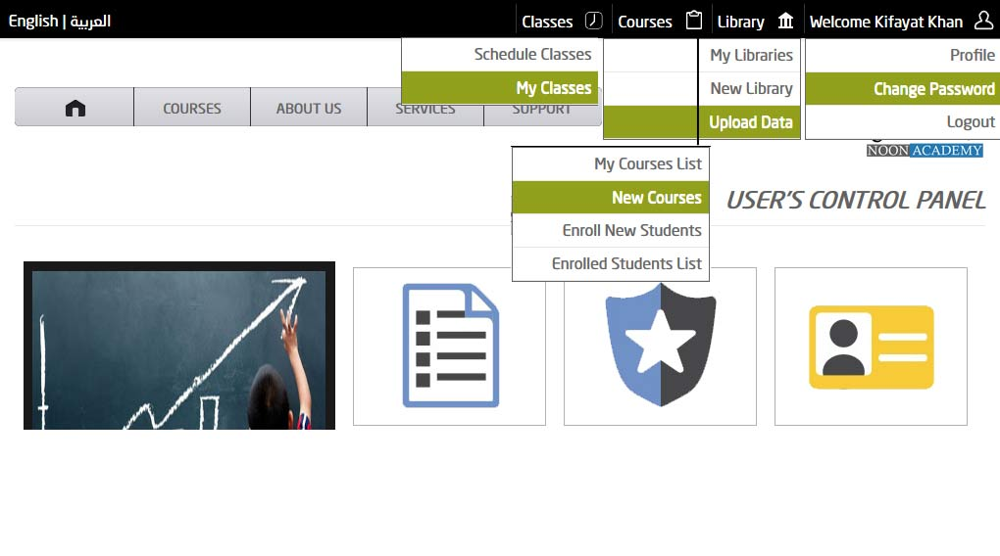 English | العربية
Classes
Courses
Library
Welcome Kifayat Khan
Schedule Classes
My Classes
My Libraries
New Library
Upload Data
Profile
Change Password
Logout
COURSES
ABOUT US
SERVICES
SUPPORT
NOON ACADEMY
My Courses List
New Courses
Enroll New Students
Enrolled Students List
USER'S CONTROL PANEL